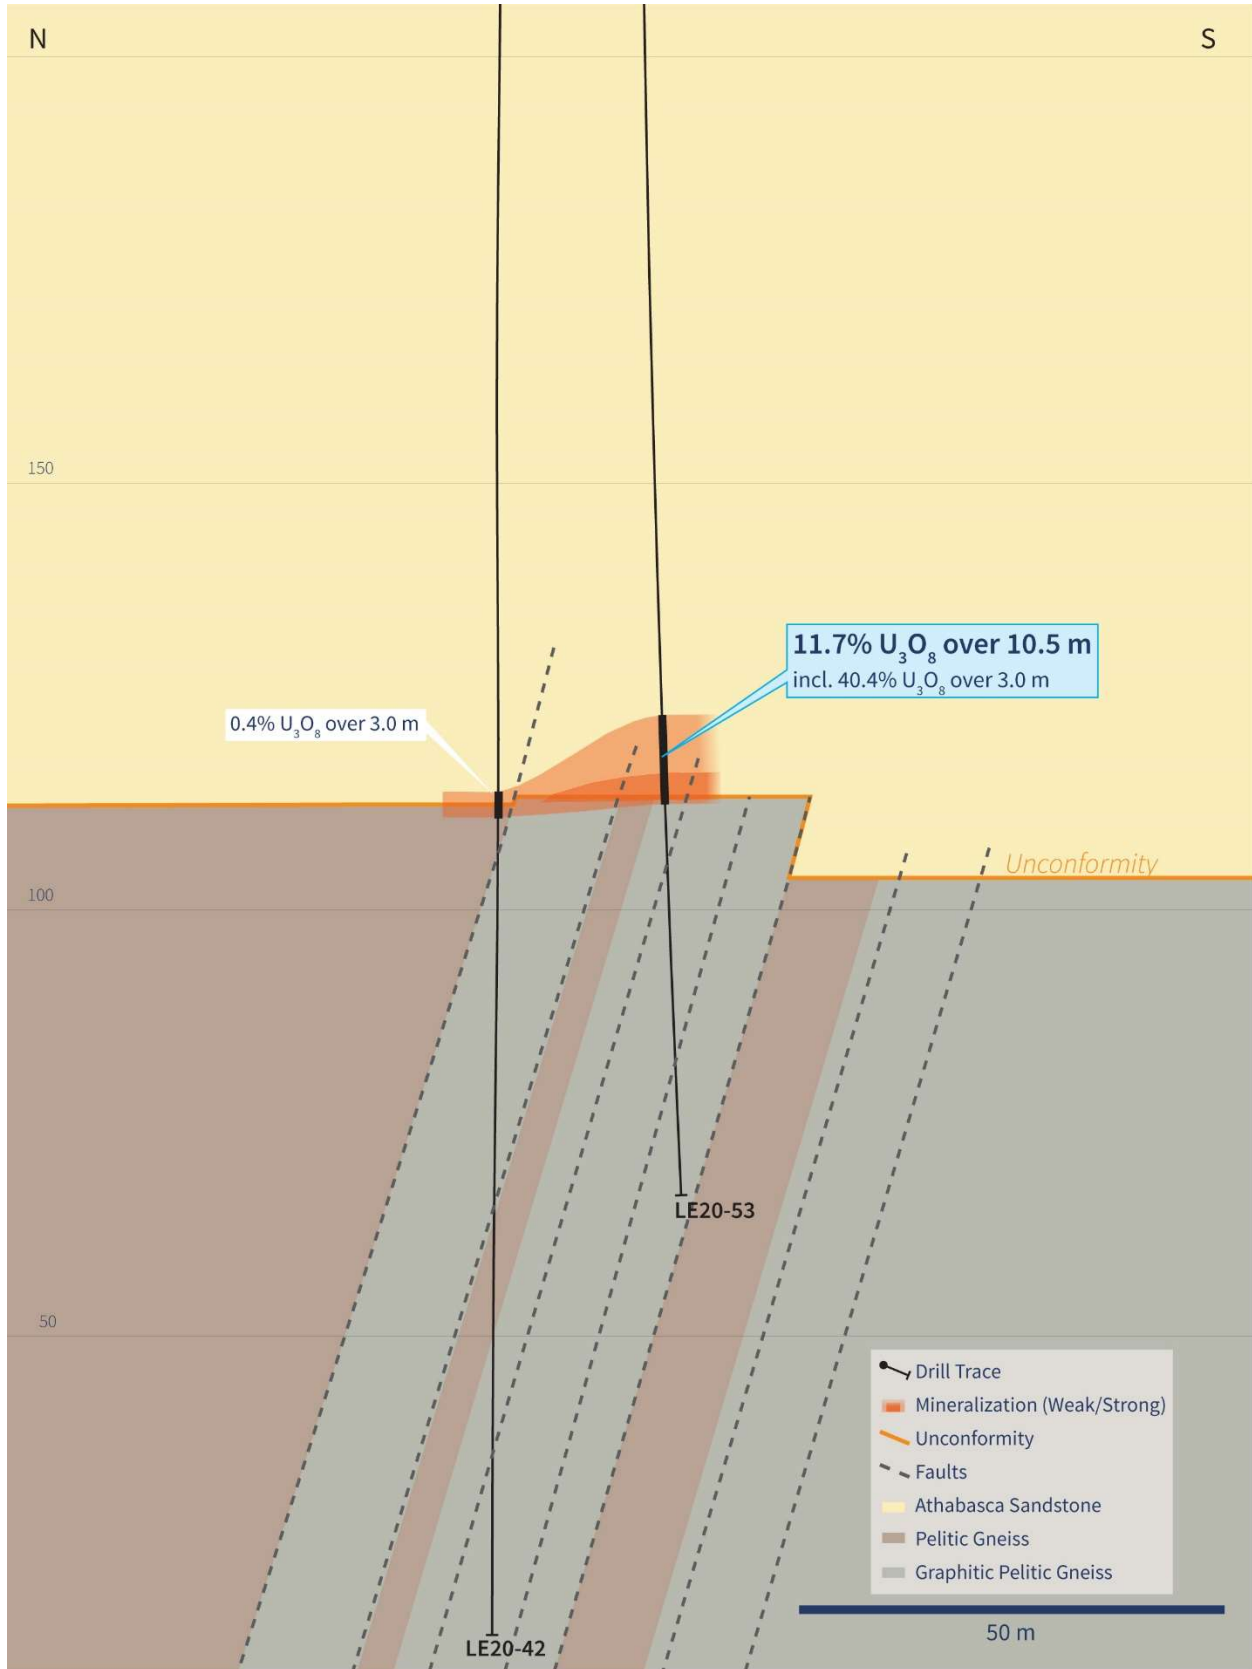 N
S
150
11.7% U₃O₈ over 10.5 m
incl. 40.4% U₃O₈ over 3.0 m
0.4% U₃O₈ over 3.0 m
Unconformity
100
LE20-53
50
Drill Trace
Mineralization (Weak/Strong)
Unconformity
Faults
Athabasca Sandstone
Pelitic Gneiss
Graphitic Pelitic Gneiss
50 m
LE20-42